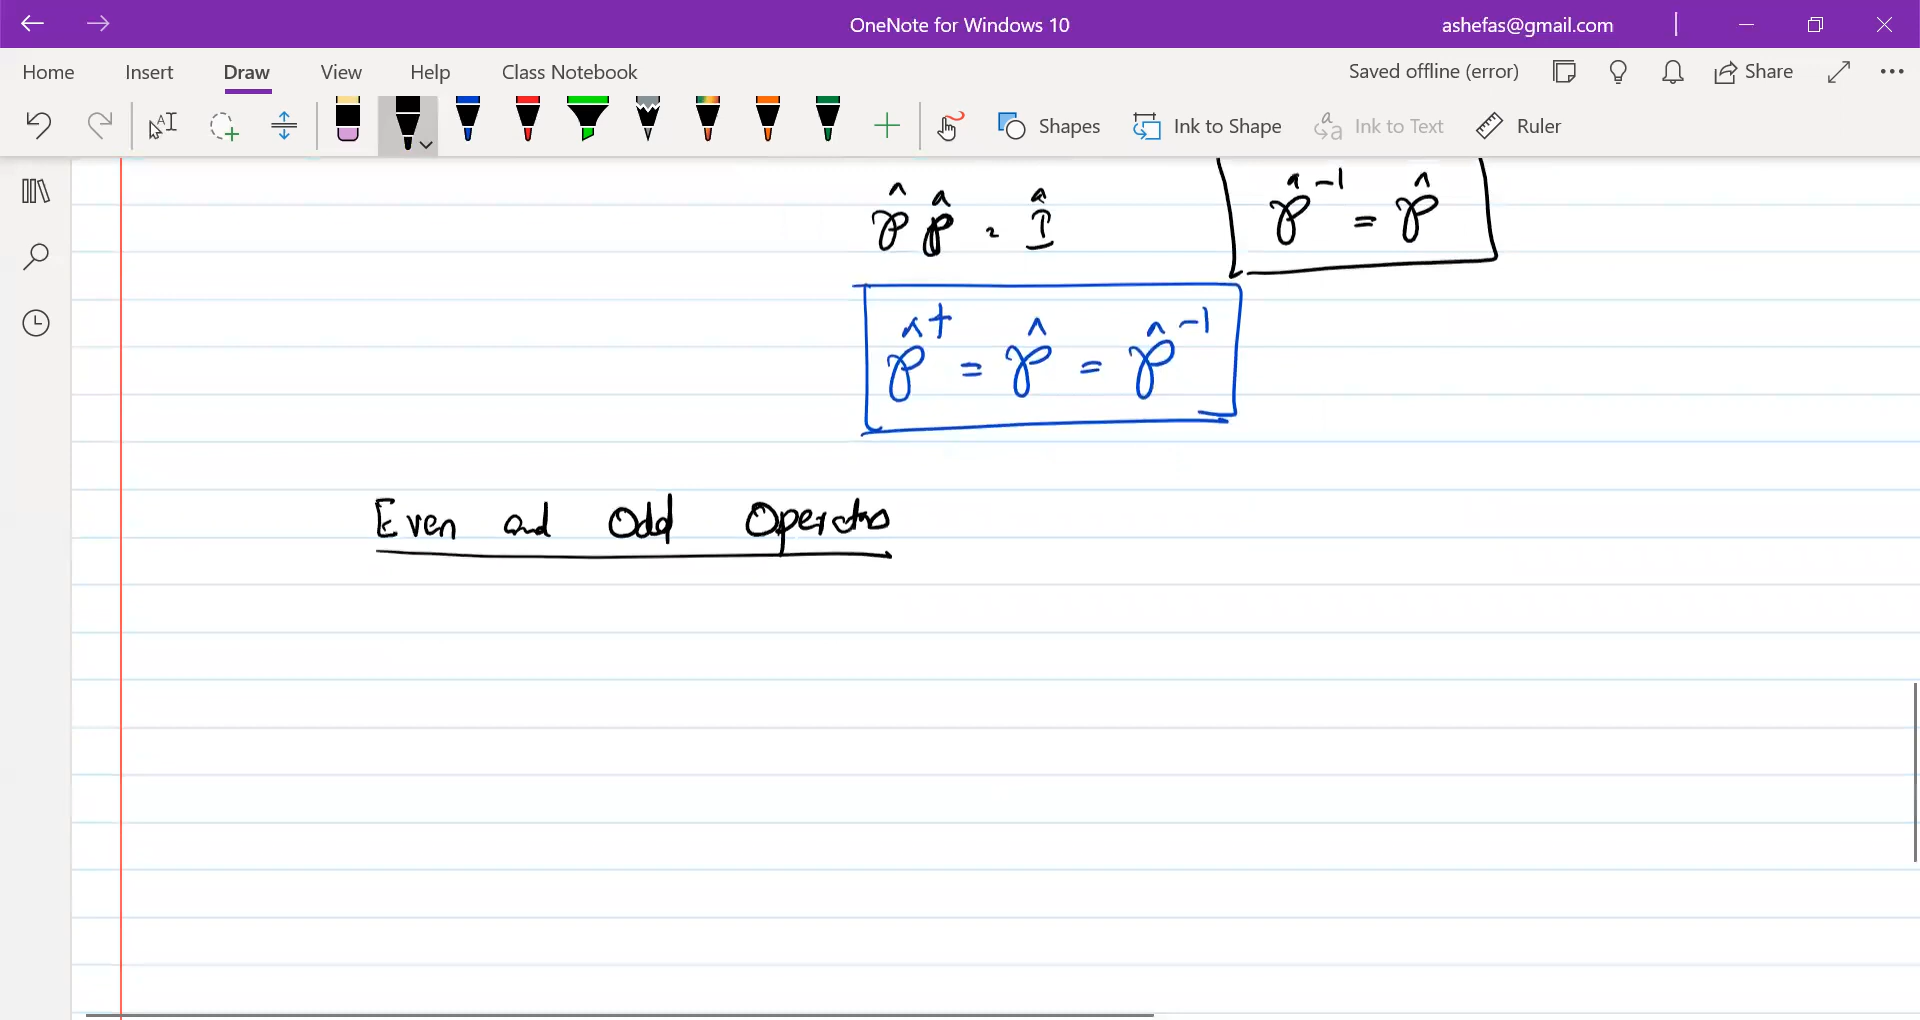 OneNote for Windows 10
ashefas@gmail.com
Home Insert Draw View Help Class Notebook
Saved offline (error) Share
Shapes Ink to Shape Ink to Text Ruler
𝒫̂ 𝒫̂ = Î
𝒫̂⁻¹ = 𝒫̂
𝒫̂† = 𝒫̂ = 𝒫̂⁻¹
Even and Odd Operators